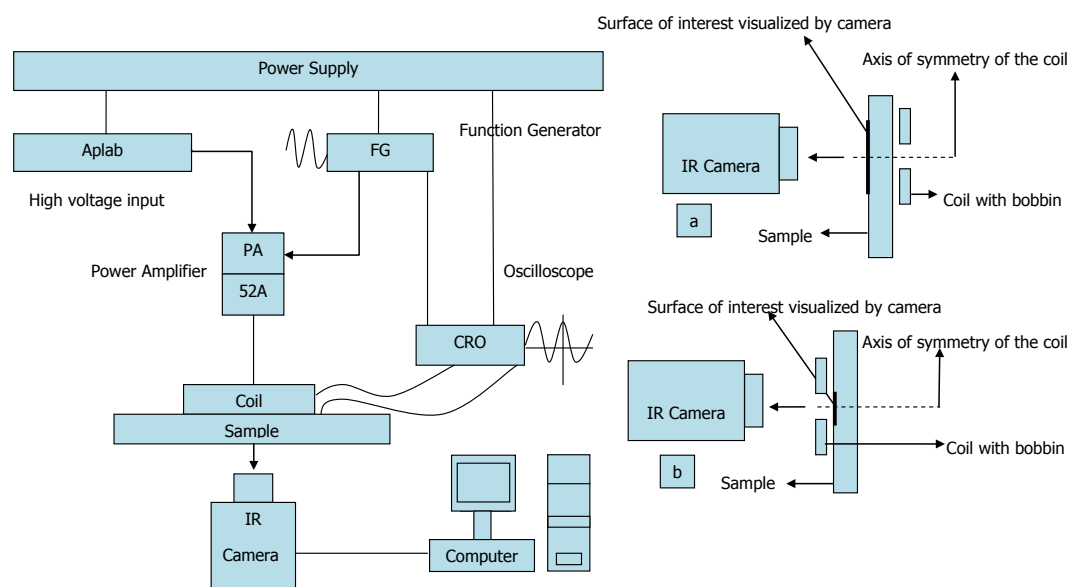 Power Supply
Function Generator
Aplab
FG
High voltage input
PA
Power Amplifier
52A
Oscilloscope
CRO
Coil
Sample
IR
Camera
Computer
Surface of interest visualized by camera
Axis of symmetry of the coil
IR Camera
Coil with bobbin
a
Sample
Surface of interest visualized by camera
Axis of symmetry of the coil
IR Camera
Coil with bobbin
b
Sample